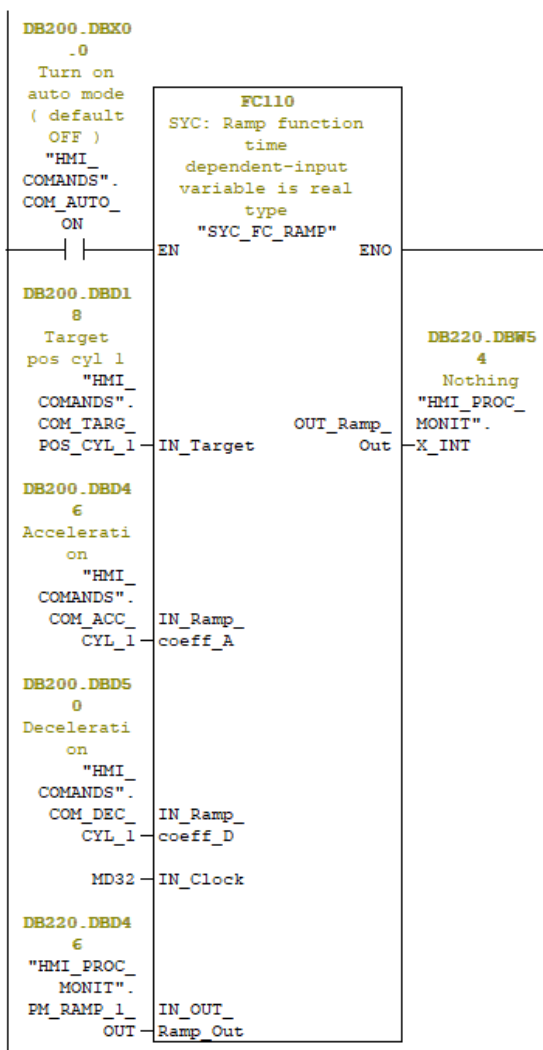 DB200.DBX0
.0
Turn on
auto mode
( default
OFF )
"HMI_
COMANDS".
COM_AUTO_
ON
FC110
SYC: Ramp function
time
dependent-input
variable is real
type
"SYC_FC_RAMP"
EN
ENO
DB200.DBD1
8
Target
pos cyl 1
"HMI_
COMANDS".
COM_TARG_
POS_CYL_1
IN_Target
OUT_Ramp_
Out
DB220.DBW5
4
Nothing
"HMI_PROC_
MONIT".
X_INT
DB200.DBD4
6
Accelerati
on
"HMI_
COMANDS".
COM_ACC_
CYL_1
IN_Ramp_
coeff_A
DB200.DBD5
0
Decelerati
on
"HMI_
COMANDS".
COM_DEC_
CYL_1
IN_Ramp_
coeff_D
MD32
IN_Clock
DB220.DBD4
6
"HMI_PROC_
MONIT".
PM_RAMP_1_
OUT
IN_OUT_
Ramp_Out